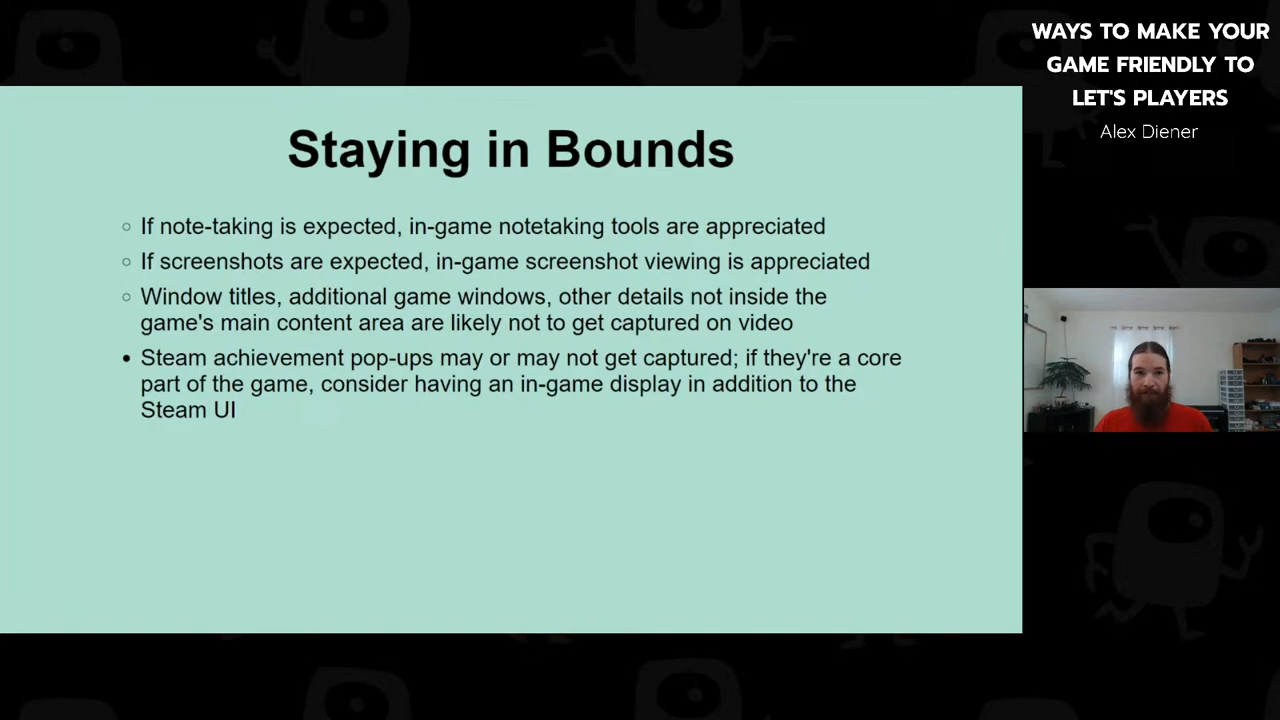 WAYS TO MAKE YOUR
GAME FRIENDLY TO
LET'S PLAYERS
Alex Diener
Staying in Bounds
If note-taking is expected, in-game notetaking tools are appreciated
If screenshots are expected, in-game screenshot viewing is appreciated
Window titles, additional game windows, other details not inside the
game's main content area are likely not to get captured on video
Steam achievement pop-ups may or may not get captured; if they're a core
part of the game, consider having an in-game display in addition to the
Steam UI